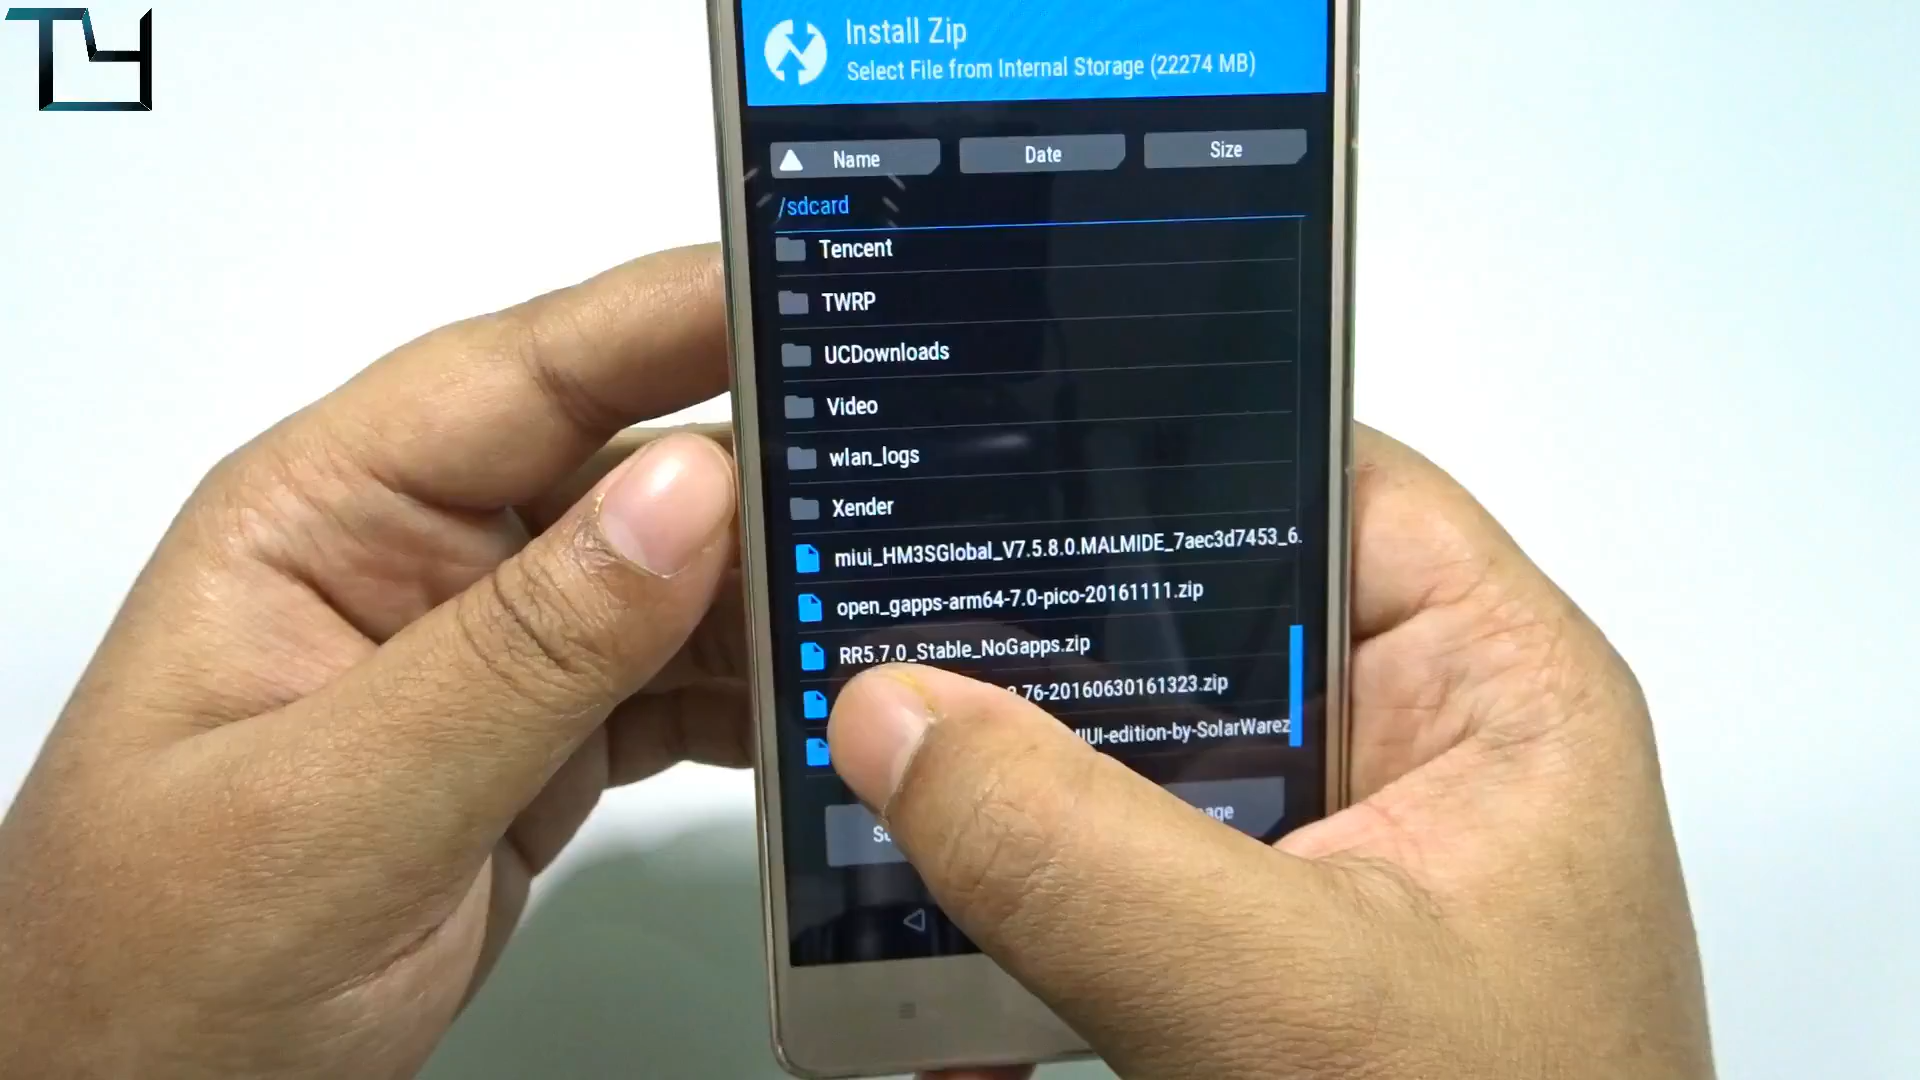 TY
Install Zip
Select File from Internal Storage (22274 MB)
Name Date Size
/sdcard
Tencent
TWRP
UCDownloads
Video
wlan_logs
Xender
miui_HM3SGlobal_V7.5.8.0.MALMIDE_7aec3d7453_6.
open_gapps-arm64-7.0-pico-20161111.zip
RR5.7.0_Stable_NoGapps.zip
.76-20160630161323.zip
UI-edition-by-SolarWarez